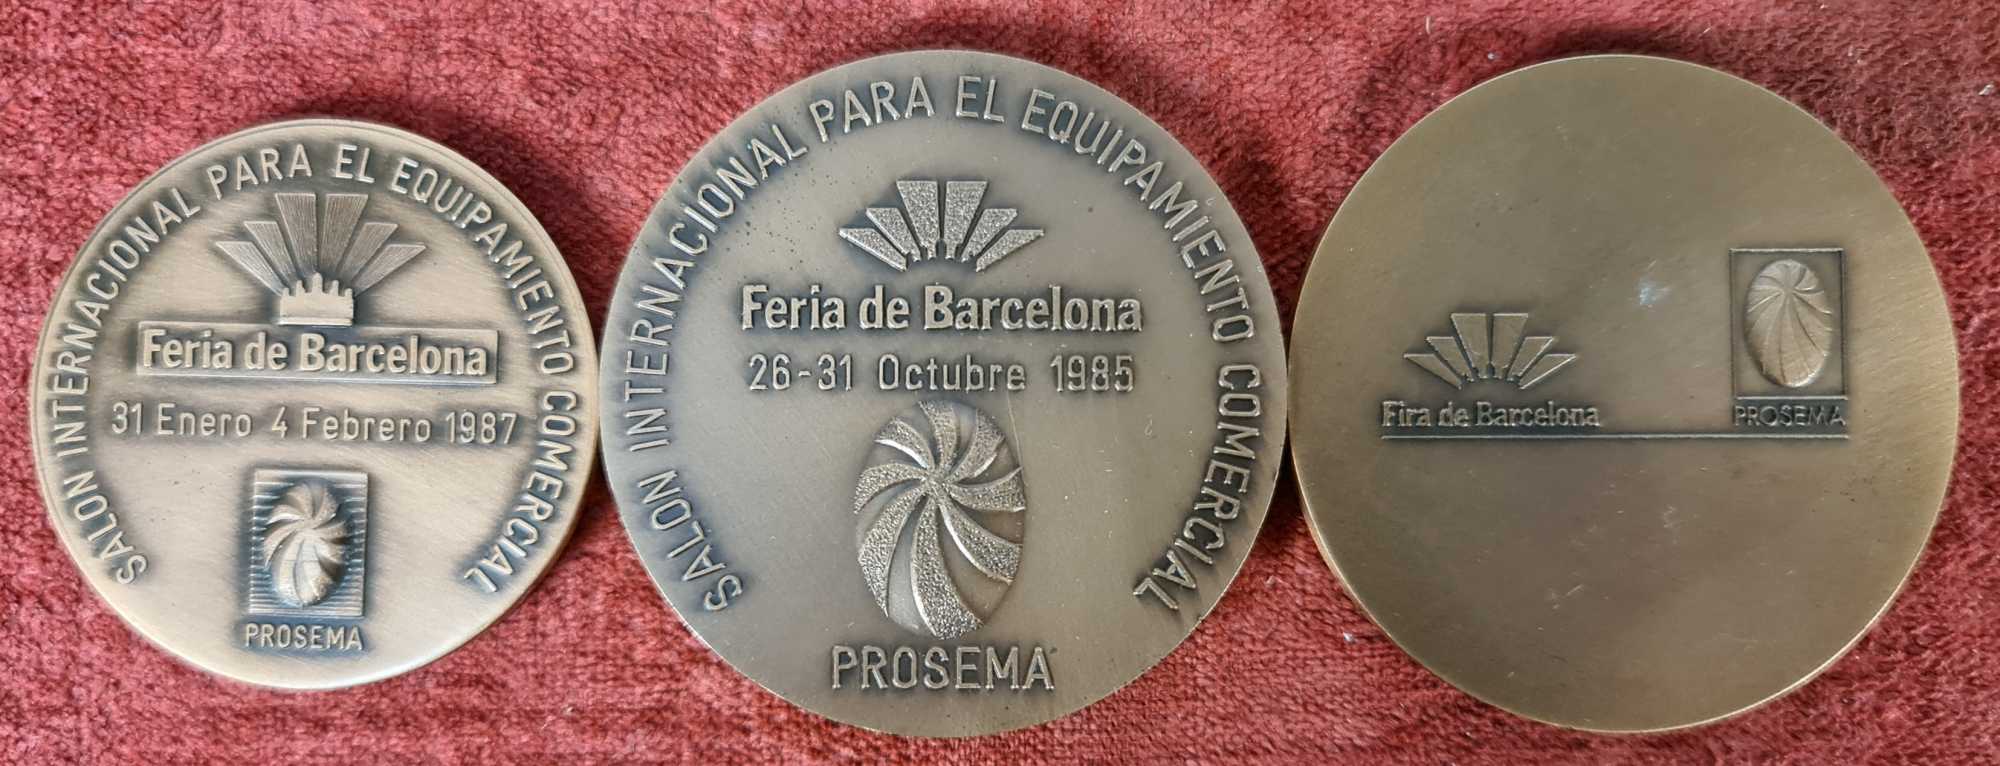 SALON INTERNACIONAL PARA EL EQUIPAMIENTO COMERCIAL
Feria de Barcelona
31 Enero 4 Febrero 1987
PROSEMA
SALON INTERNACIONAL PARA EL EQUIPAMIENTO COMERCIAL
Feria de Barcelona
26-31 Octubre 1985
PROSEMA
Fira de Barcelona
PROSEMA